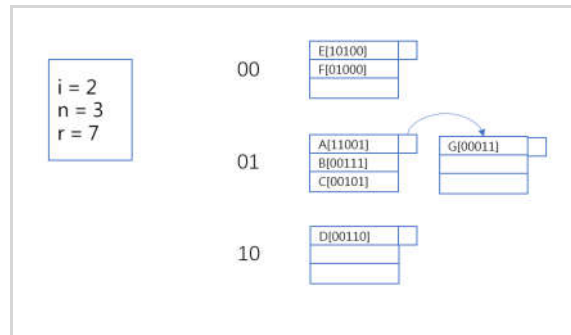 i = 2
n = 3
r = 7
00
E[10100]
F[01000]
01
A[11001]
B[00111]
C[00101]
G[00011]
10
D[00110]